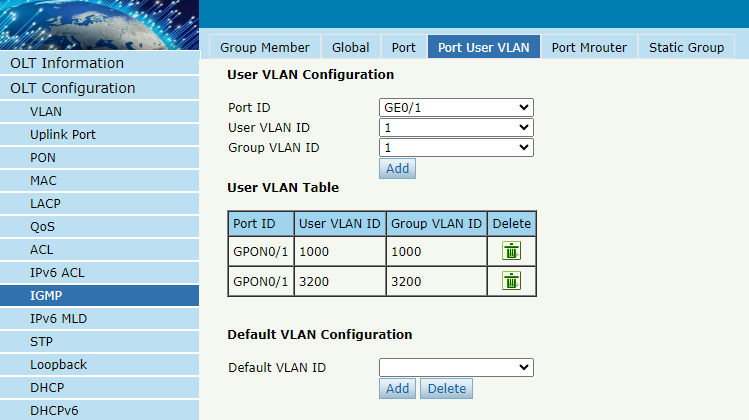 Group Member Global Port Port User VLAN Port Mrouter Static Group
OLT Information
OLT Configuration
VLAN
Uplink Port
PON
MAC
LACP
QoS
ACL
IPv6 ACL
IGMP
IPv6 MLD
STP
Loopback
DHCP
DHCPv6
User VLAN Configuration
Port ID GE0/1
User VLAN ID 1
Group VLAN ID 1
Add
User VLAN Table
Port ID User VLAN ID Group VLAN ID Delete
GPON0/1 1000 1000
GPON0/1 3200 3200
Default VLAN Configuration
Default VLAN ID
Add Delete